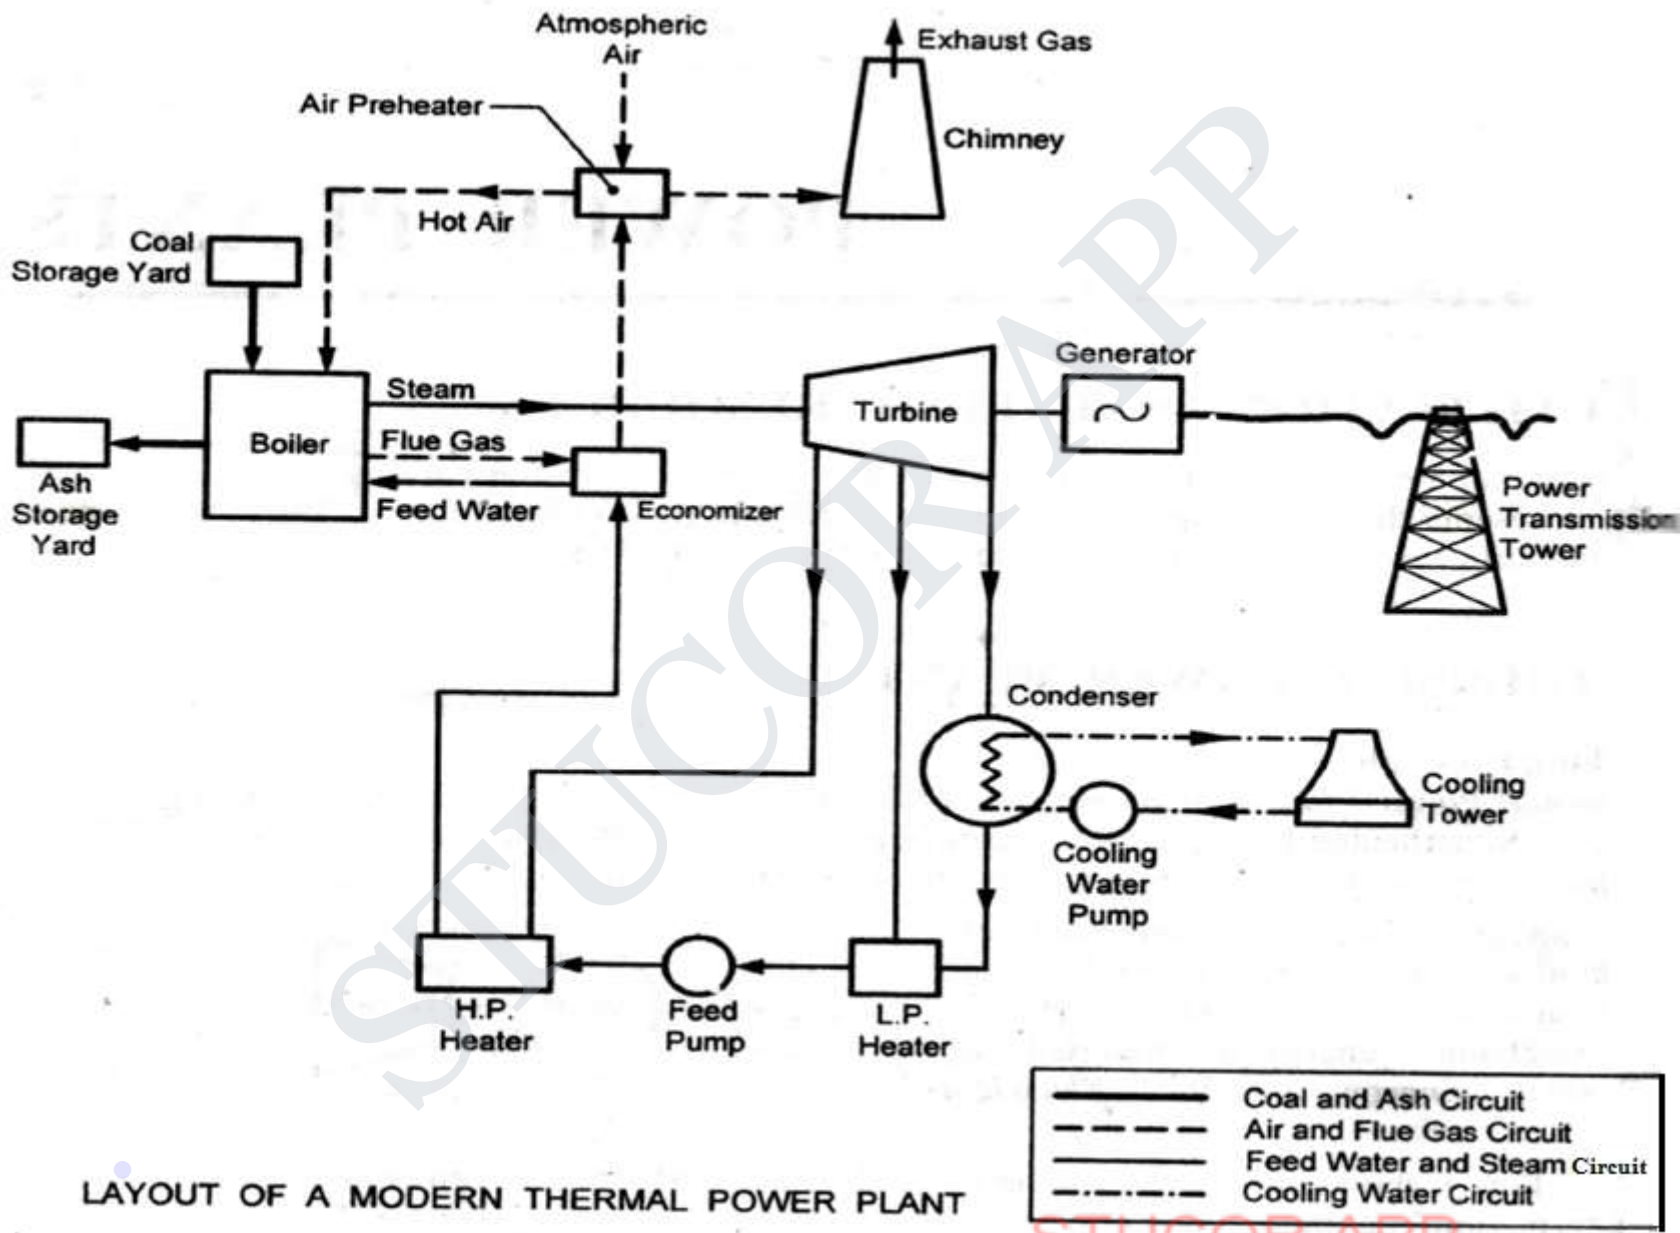 Atmospheric
Air
Exhaust Gas
Air Preheater
Chimney
Hot Air
Coal
Storage Yard
Generator
Steam
Turbine
Boiler
Flue Gas
Ash
Storage
Yard
Feed Water
Economizer
Power
Transmission
Tower
Condenser
Cooling
Tower
Cooling
Water
Pump
H.P.
Heater
Feed
Pump
L.P.
Heater
Coal and Ash Circuit
Air and Flue Gas Circuit
Feed Water and Steam Circuit
Cooling Water Circuit
LAYOUT OF A MODERN THERMAL POWER PLANT
STUCOR APP
STUCOR APP